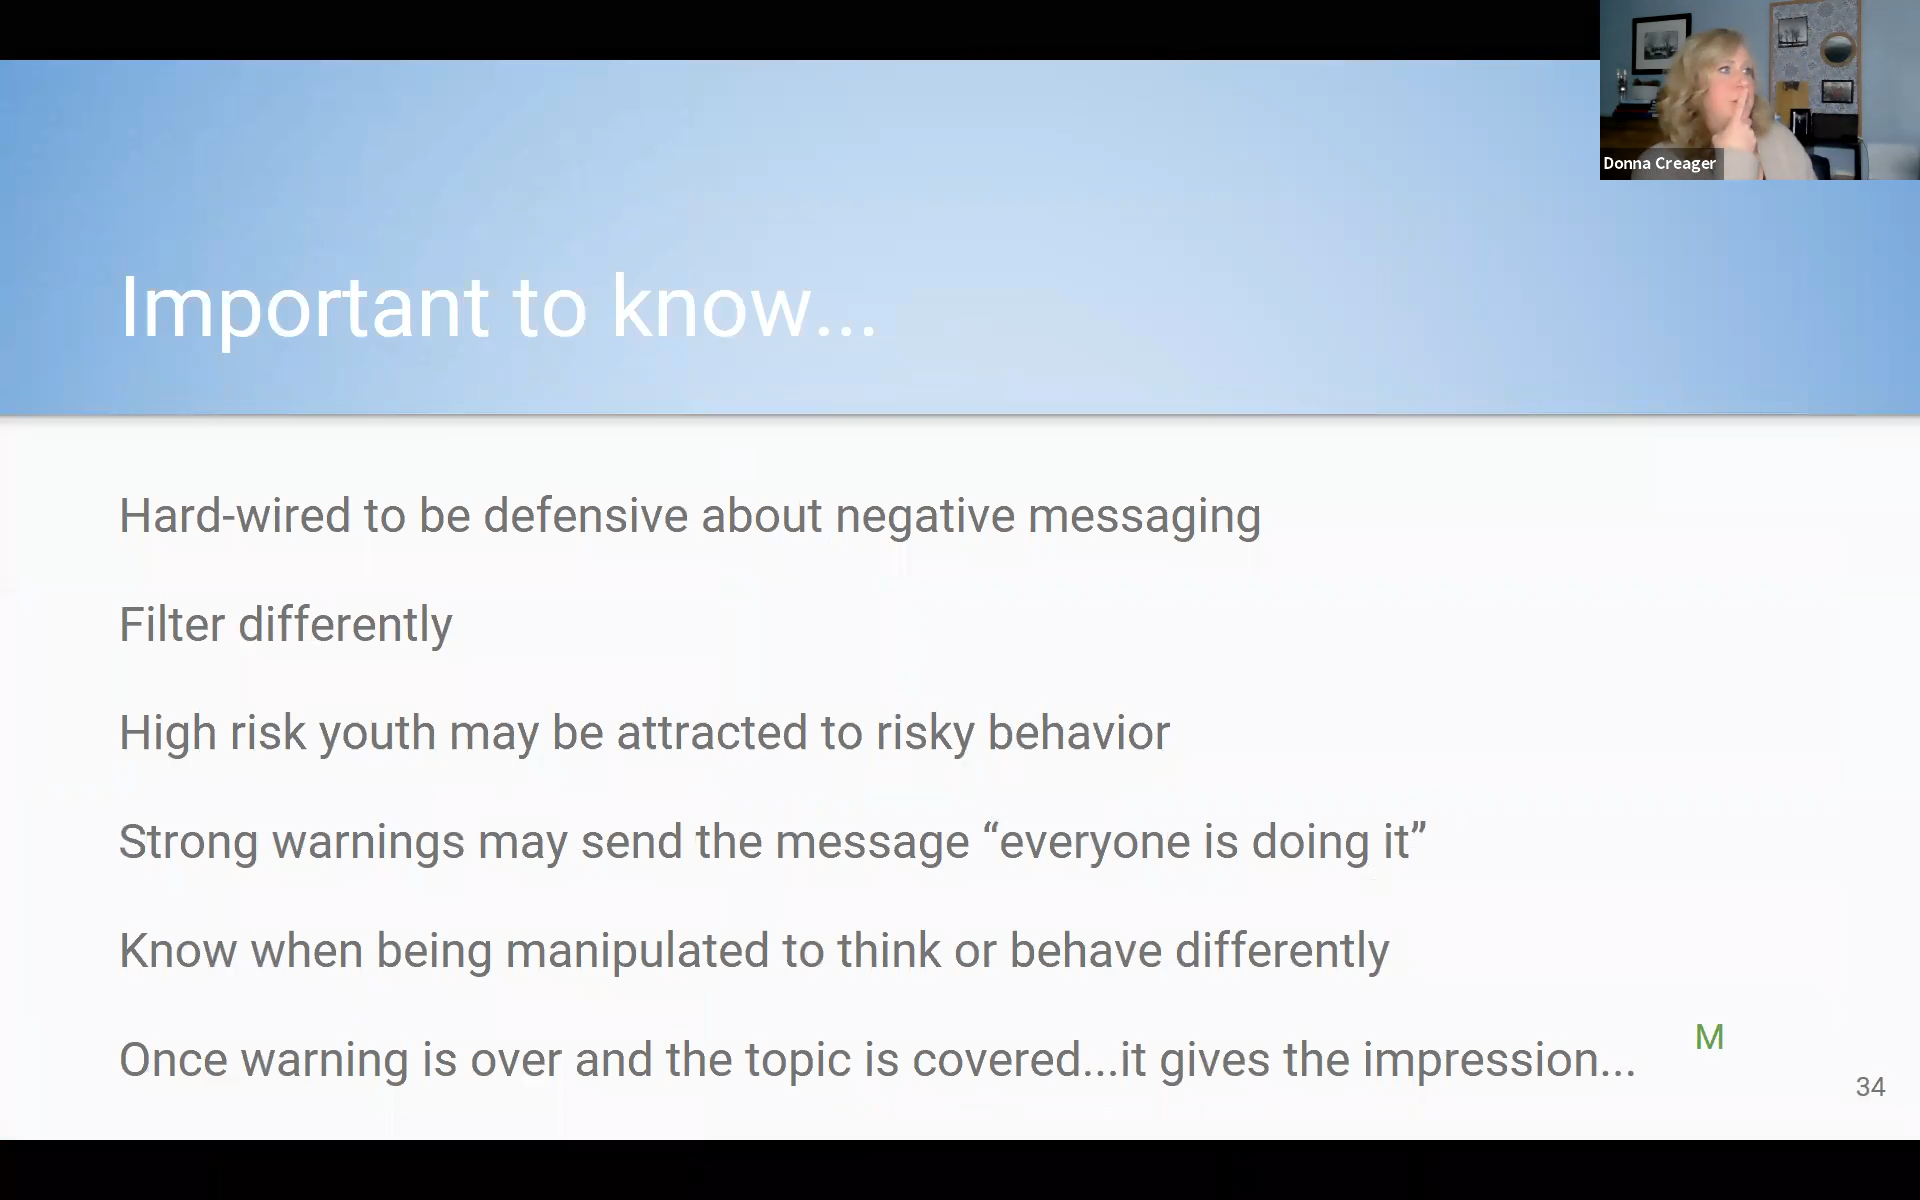 Donna Creager
Important to know...
Hard-wired to be defensive about negative messaging
Filter differently
High risk youth may be attracted to risky behavior
Strong warnings may send the message “everyone is doing it”
Know when being manipulated to think or behave differently
Once warning is over and the topic is covered...it gives the impression...
M
34